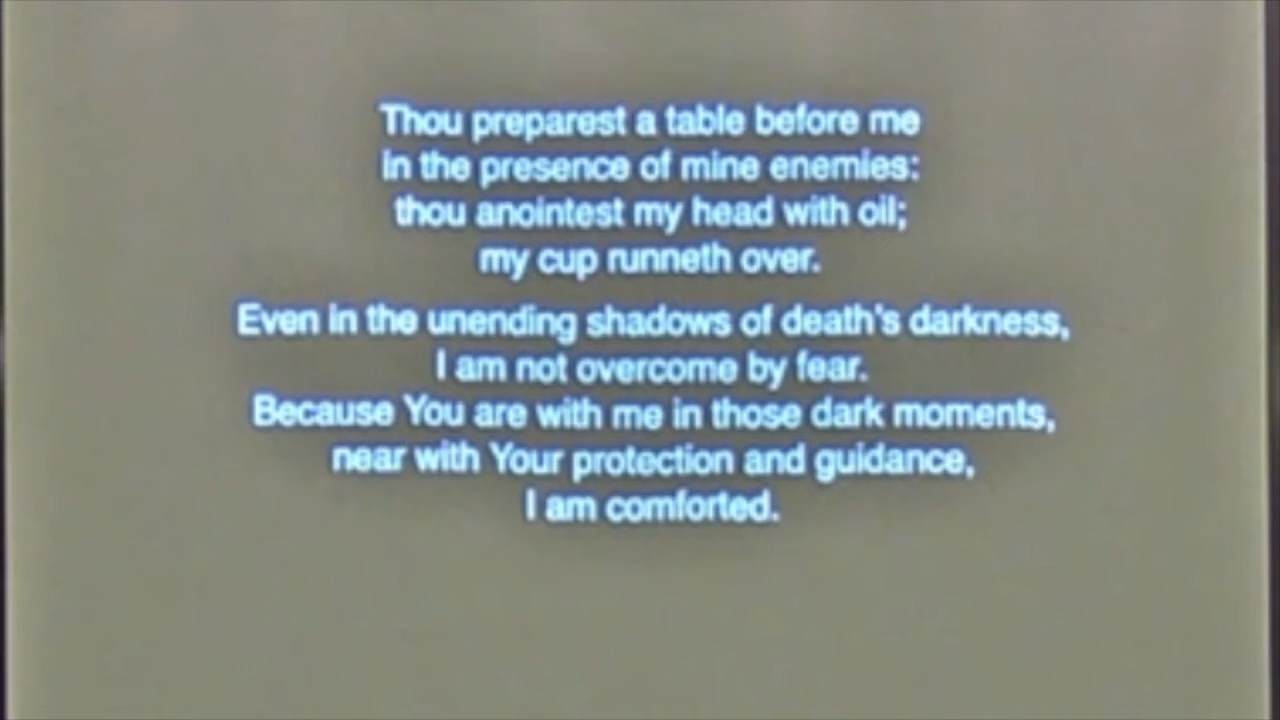 Thou preparest a table before me
in the presence of mine enemies:
thou anointest my head with oil;
my cup runneth over.
Even in the unending shadows of death's darkness,
I am not overcome by fear.
Because You are with me in those dark moments,
near with Your protection and guidance,
I am comforted.